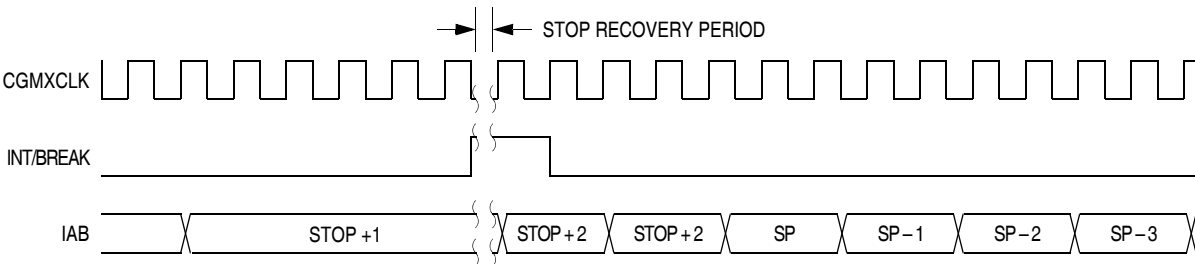 STOP RECOVERY PERIOD
CGMXCLK
INT/BREAK
IAB STOP +1 STOP + 2 STOP + 2 SP SP – 1 SP – 2 SP – 3